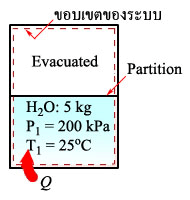 ขอบเขตของระบบ
Evacuated
Partition
H₂O: 5 kg
P₁ = 200 kPa
T₁ = 25°C
Q